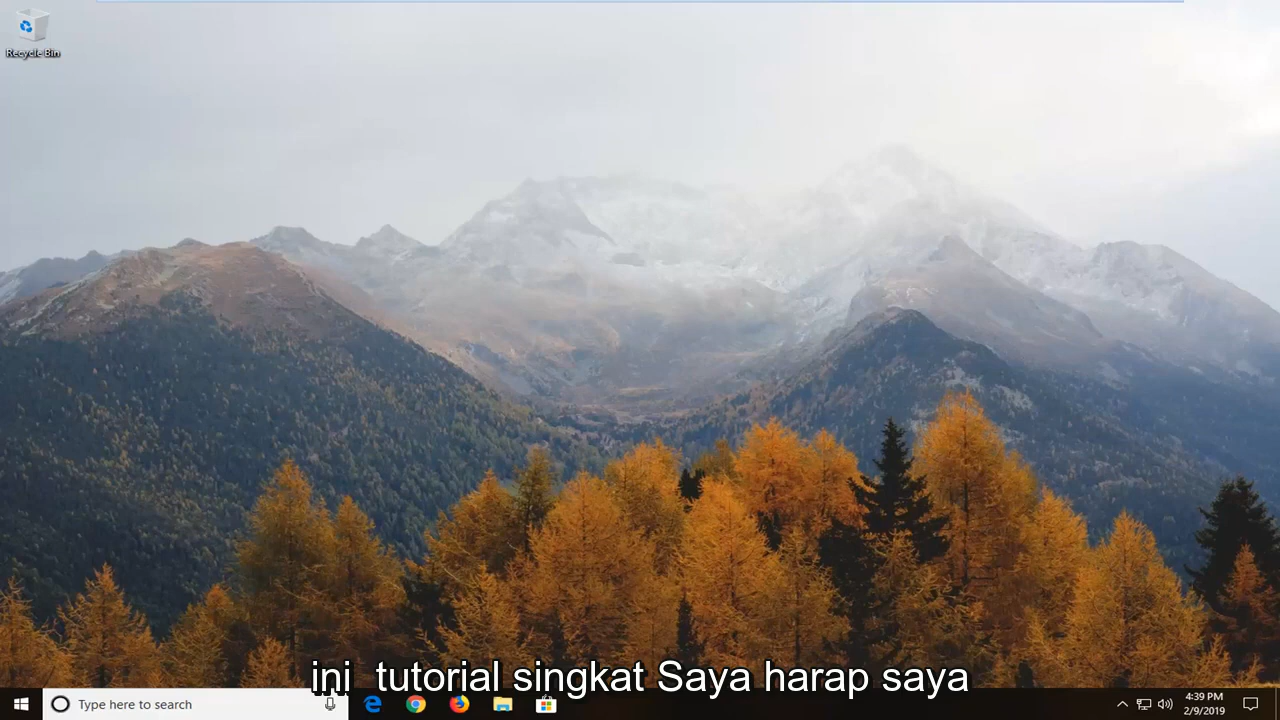 Recycle Bin
ini  tutorial singkat Saya harap saya
Type here to search
4:39 PM
2/9/2019